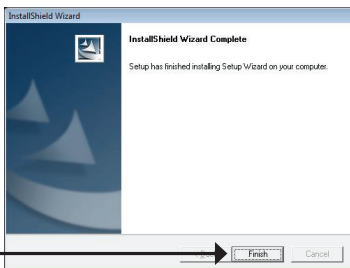 InstallShield Wizard
InstallShield Wizard Complete
Setup has finished installing Setup Wizard on your computer.
Finish
Cancel